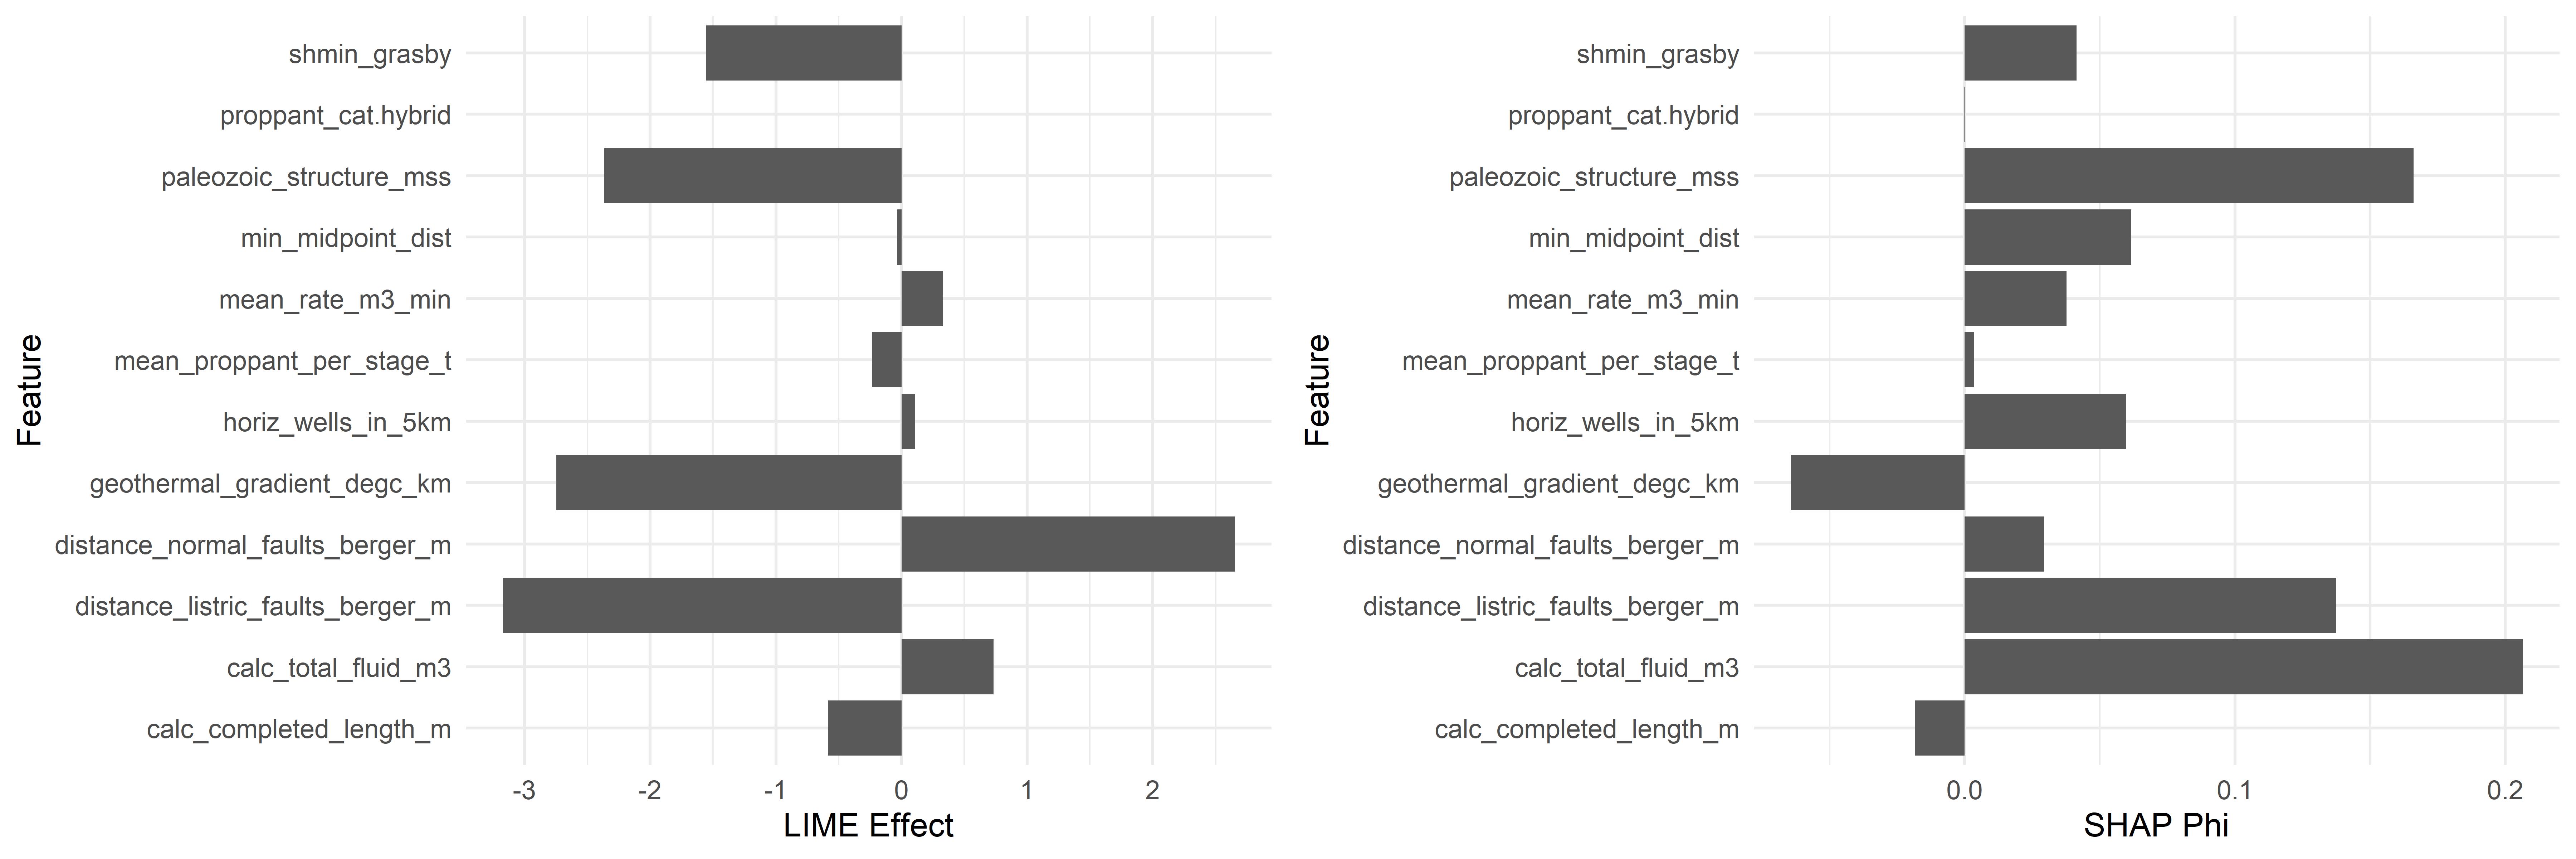 Feature
shmin_grasby
proppant_cat.hybrid
paleozoic_structure_mss
min_midpoint_dist
mean_rate_m3_min
mean_proppant_per_stage_t
horiz_wells_in_5km
geothermal_gradient_degc_km
distance_normal_faults_berger_m
distance_listric_faults_berger_m
calc_total_fluid_m3
calc_completed_length_m
-3 -2 -1 0 1 2
LIME Effect
Feature
shmin_grasby
proppant_cat.hybrid
paleozoic_structure_mss
min_midpoint_dist
mean_rate_m3_min
mean_proppant_per_stage_t
horiz_wells_in_5km
geothermal_gradient_degc_km
distance_normal_faults_berger_m
distance_listric_faults_berger_m
calc_total_fluid_m3
calc_completed_length_m
0.0 0.1 0.2
SHAP Phi